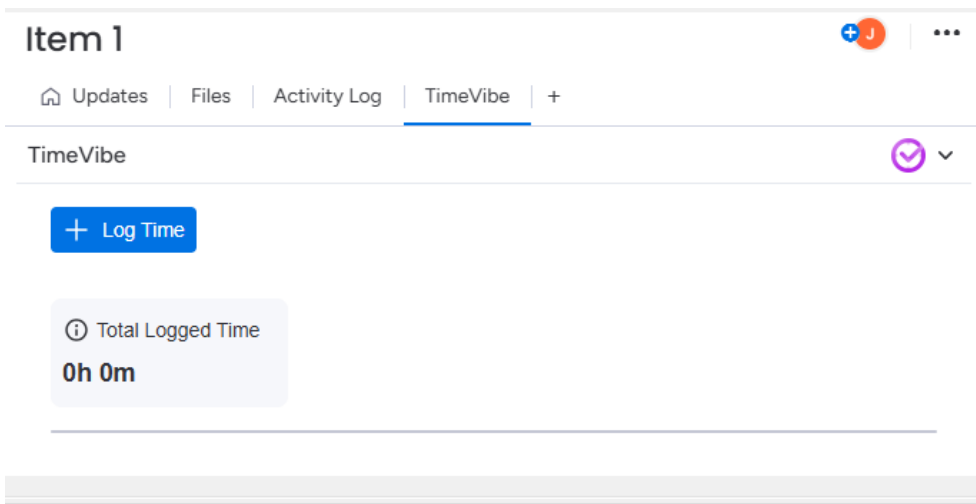 Item 1
J
Updates Files Activity Log TimeVibe +
TimeVibe
+ Log Time
Total Logged Time
0h 0m